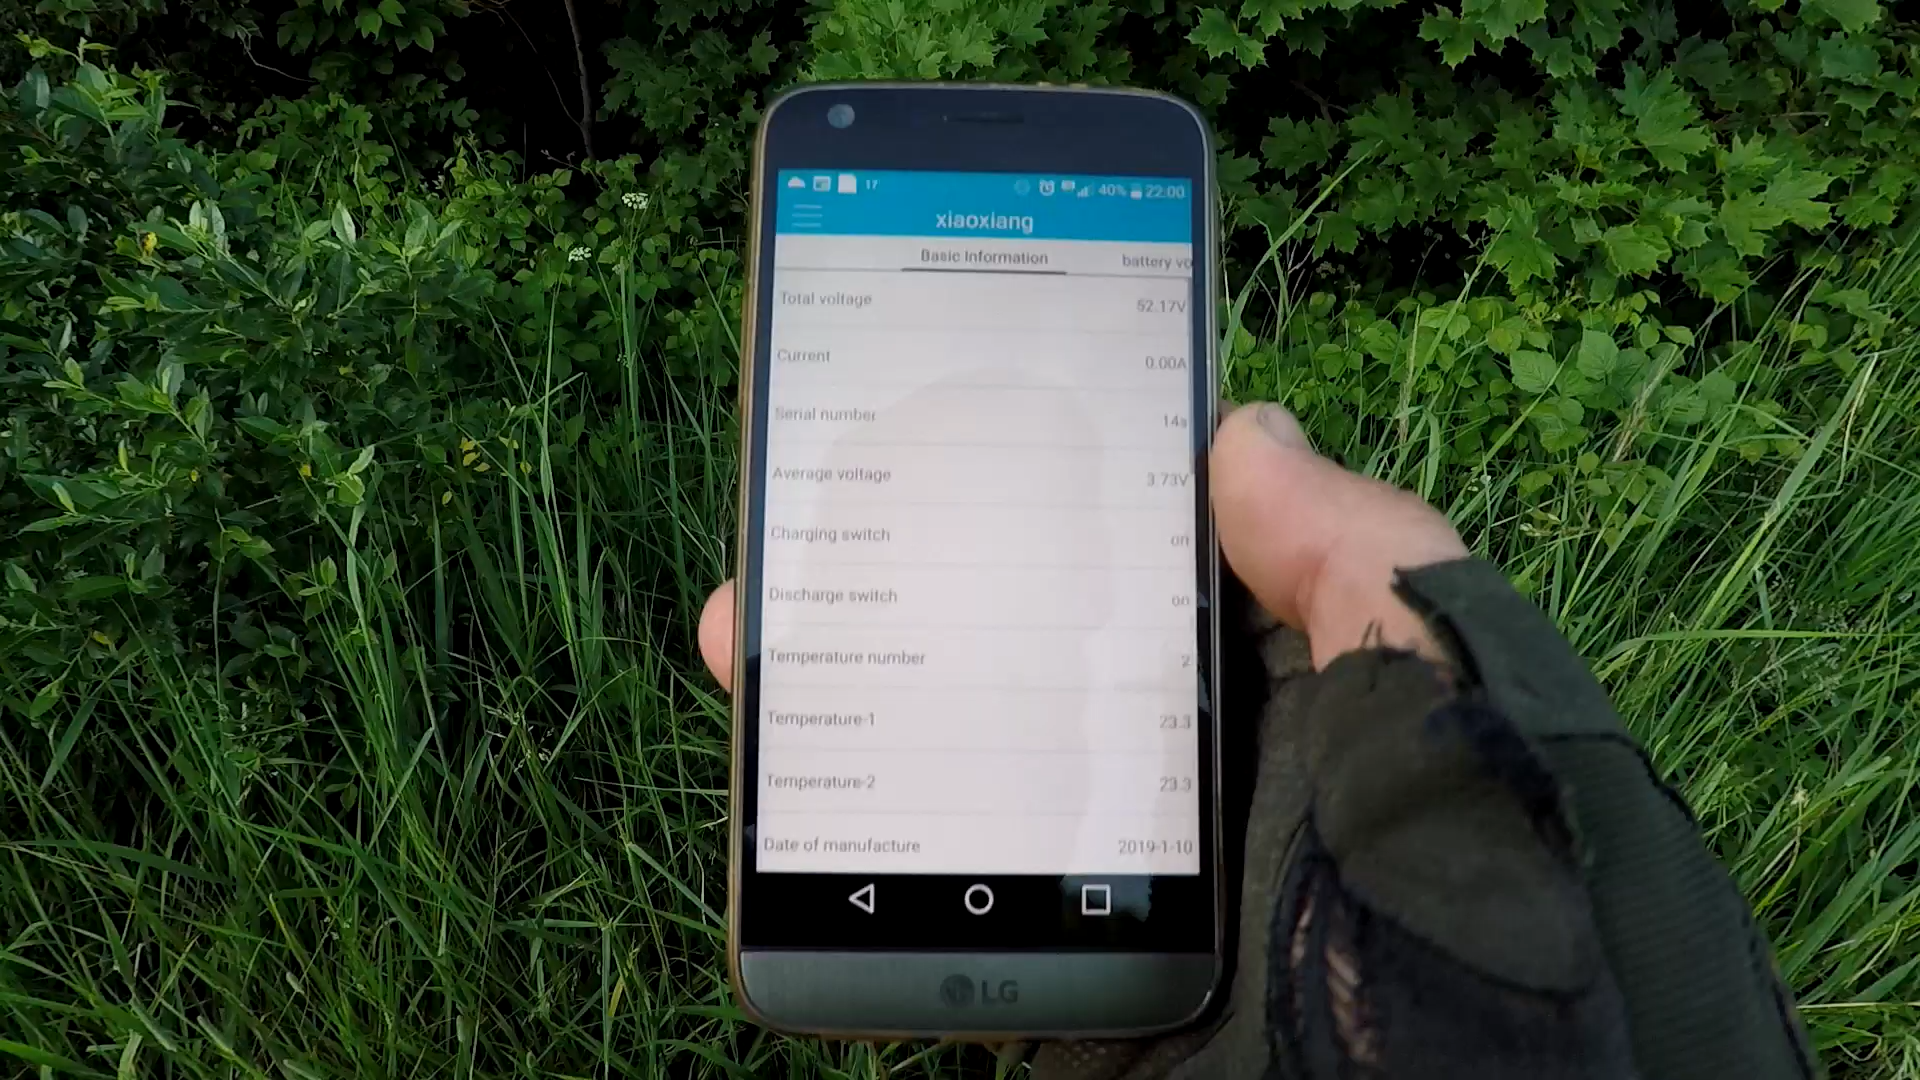 17 40% 22:00
xiaoxiang
Basic Information battery vo
Total voltage 52.17V
Current 0.00A
Serial number 14s
Average voltage 3.73V
Charging switch on
Discharge switch on
Temperature number 2
Temperature-1 23.3
Temperature-2 23.3
Date of manufacture 2019-1-10
LG